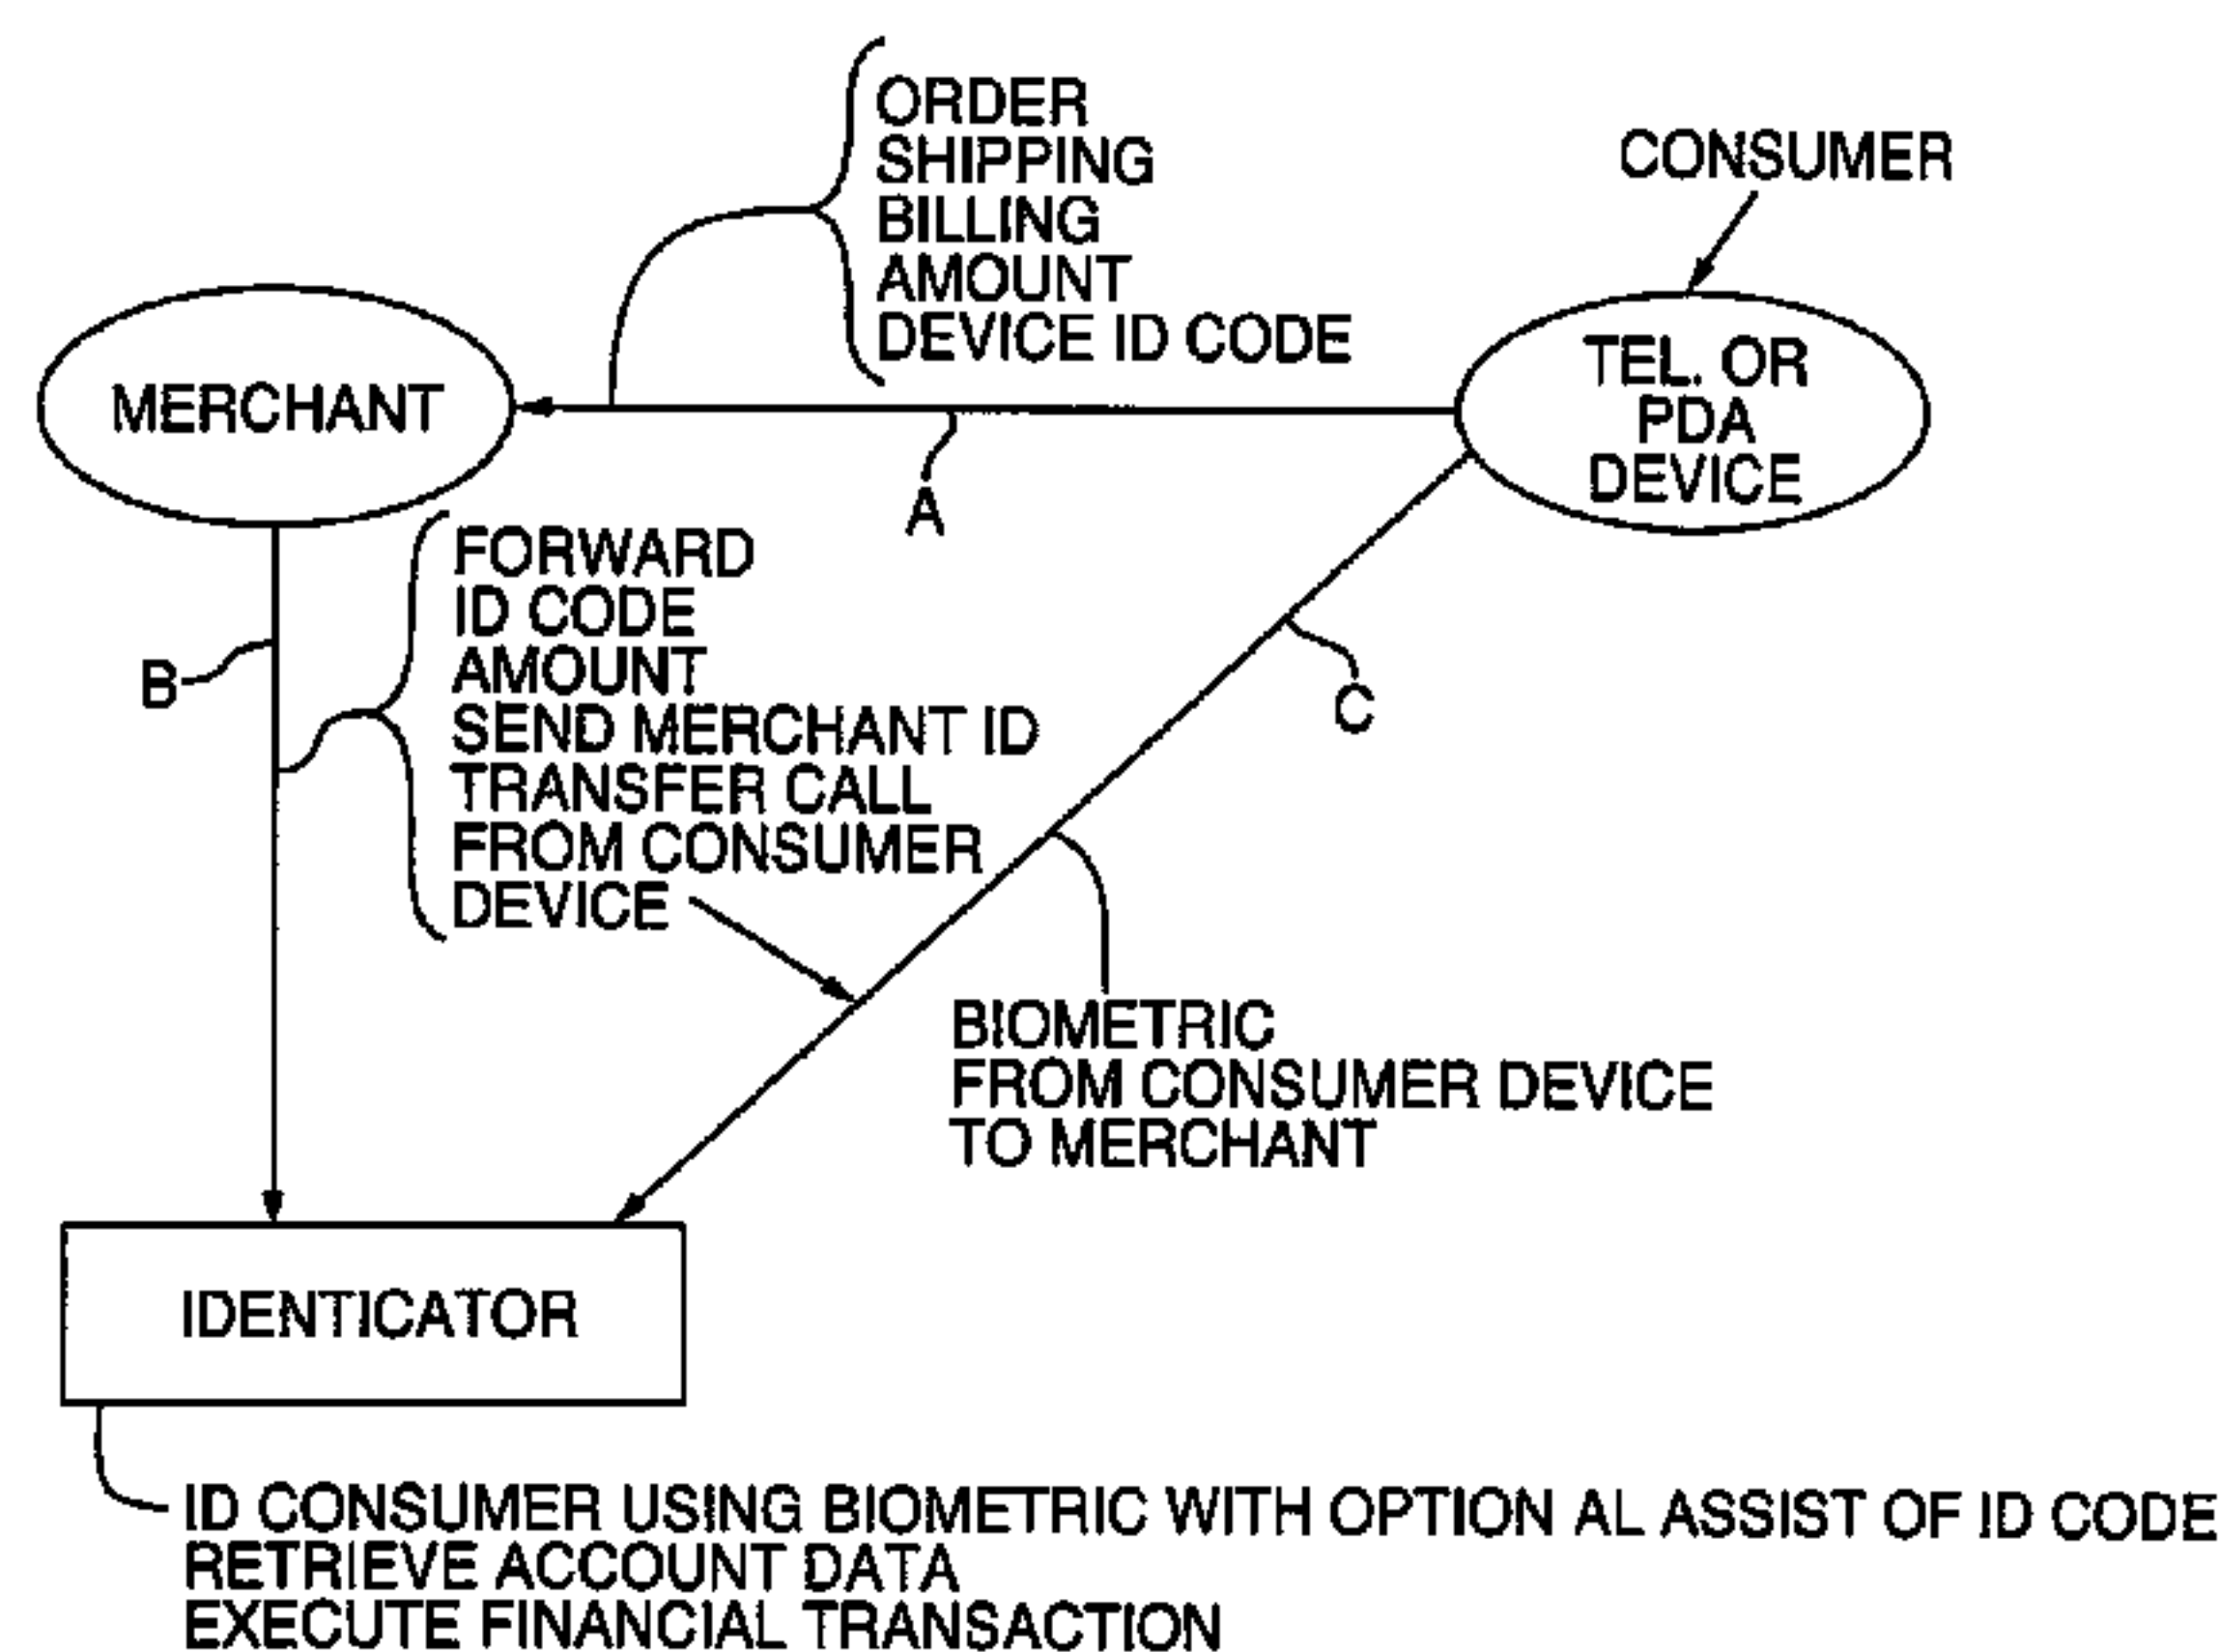 ORDER
SHIPPING
BILLING
AMOUNT
DEVICE ID CODE
CONSUMER
MERCHANT
TEL. OR
PDA
DEVICE
A
FORWARD
ID CODE
AMOUNT
SEND MERCHANT ID
TRANSFER CALL
FROM CONSUMER
DEVICE
B
C
BIOMETRIC
FROM CONSUMER DEVICE
TO MERCHANT
IDENTICATOR
ID CONSUMER USING BIOMETRIC WITH OPTION AL ASSIST OF ID CODE
RETRIEVE ACCOUNT DATA
EXECUTE FINANCIAL TRANSACTION